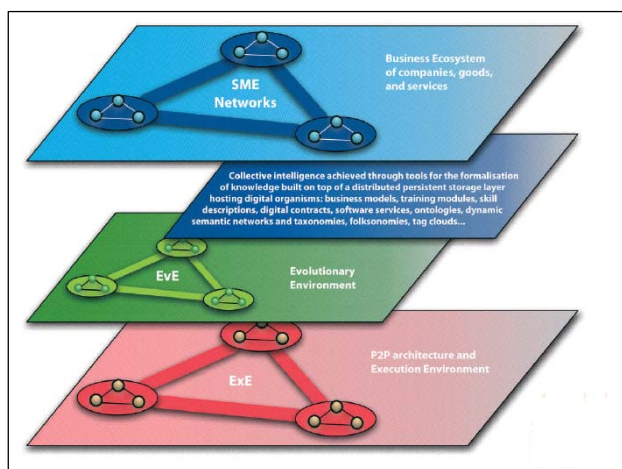 SME
Networks
Business Ecosystem
of companies, goods,
and services
Collective intelligence achieved through tools for the formalisation
of knowledge built on top of a distributed persistent storage layer
hosting digital organisms: business models, training modules, skill
descriptions, digital contracts, software services, ontologies, dynamic
semantic networks and taxonomies, folksonomies, tag clouds...
EvE
Evolutionary
Environment
ExE
P2P architecture and
Execution Environment